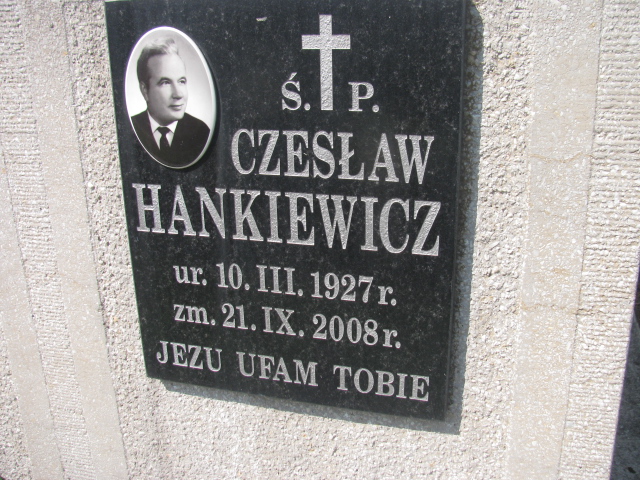 Ś. P.
CZESŁAW
HANKIEWICZ
ur. 10. III. 1927 r.
zm. 21. IX. 2008 r.
JEZU UFAM TOBIE